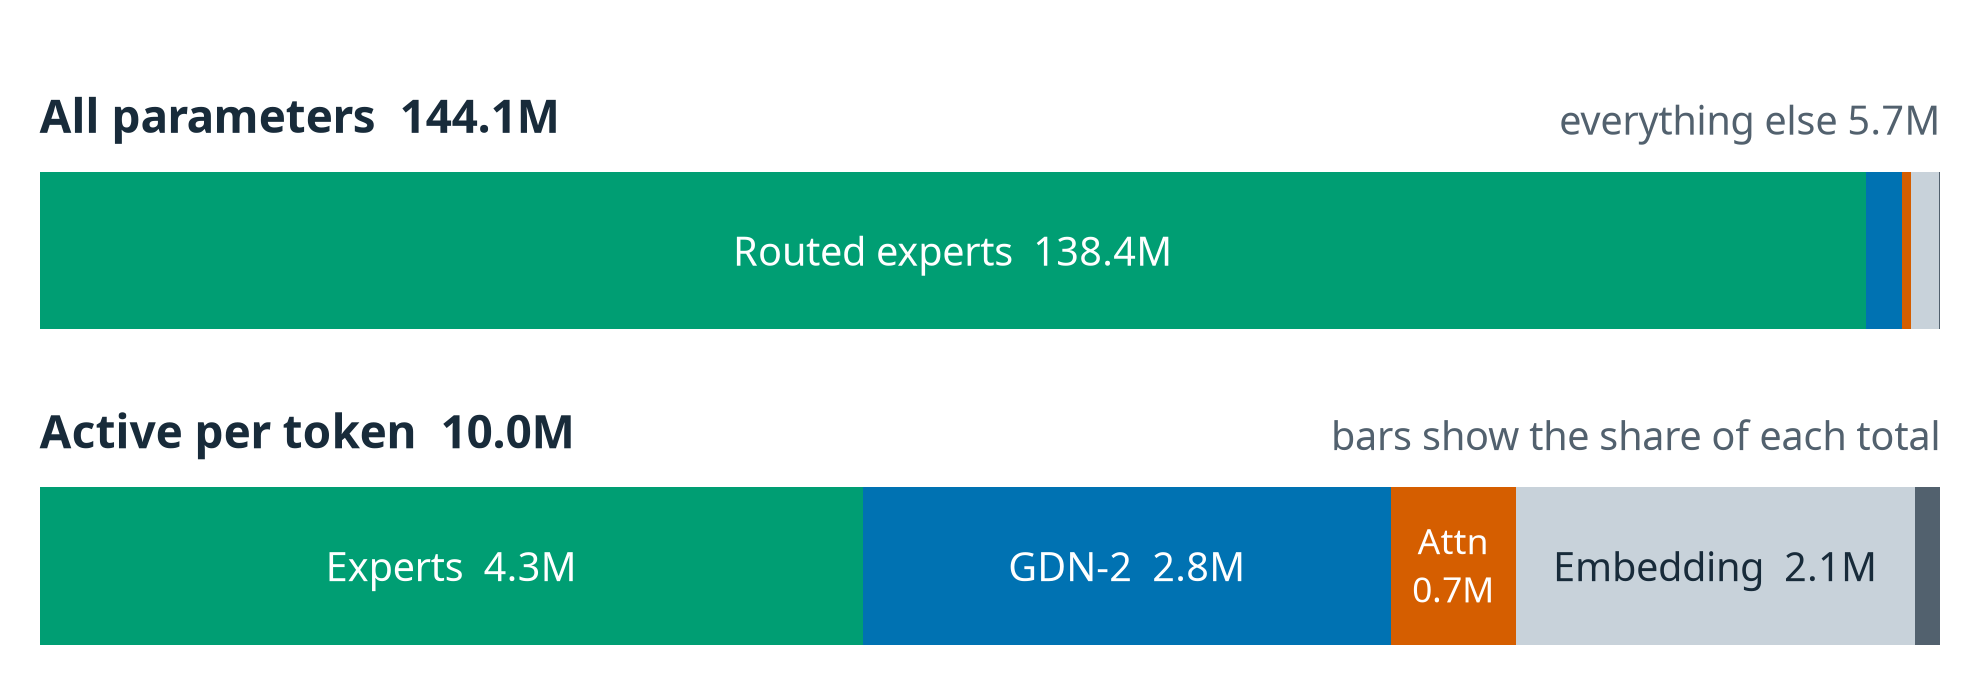 All parameters 144.1M
everything else 5.7M
Routed experts 138.4M
Active per token 10.0M
bars show the share of each total
Experts 4.3M
GDN-2 2.8M
Attn
0.7M
Embedding 2.1M